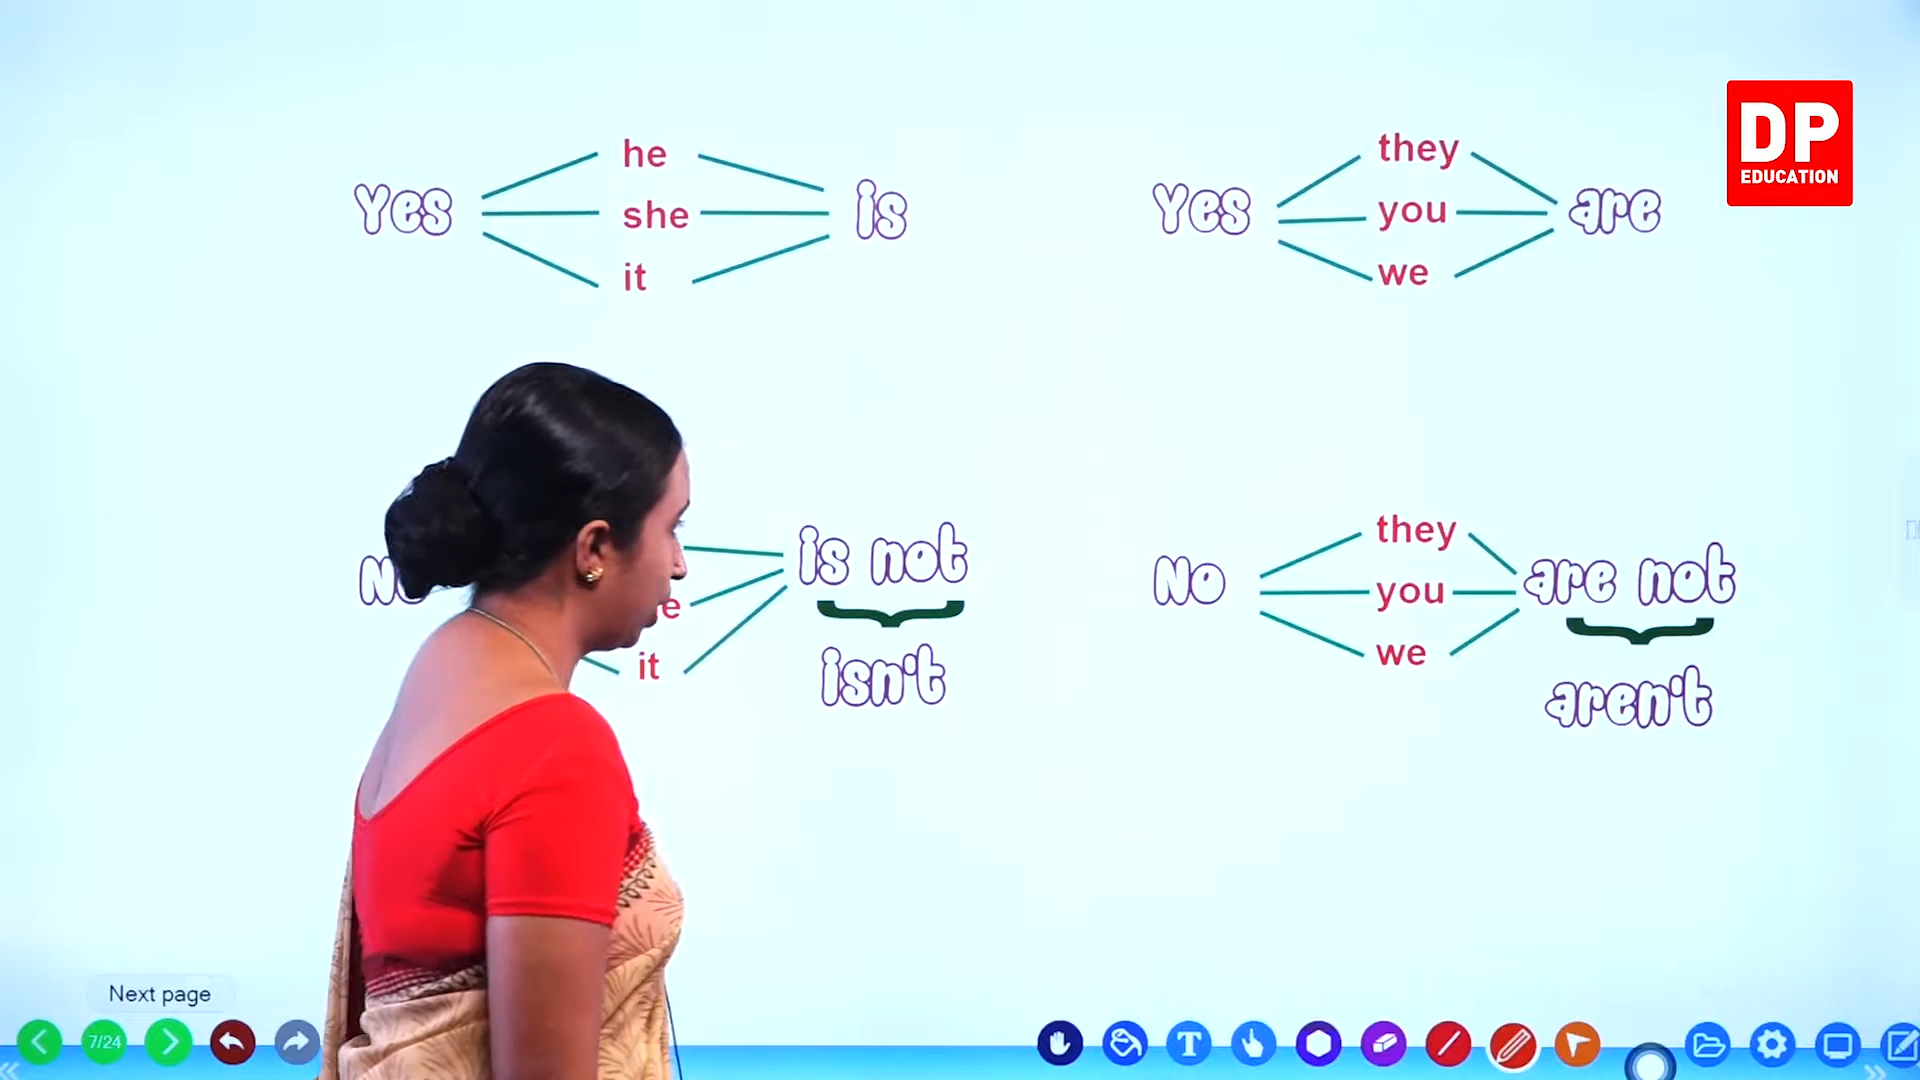 DP
EDUCATION
Yes
he
she
it
is
Yes
they
you
we
are
it
is not
isn't
No
they
you
we
are not
aren't
Next page
7/24
T